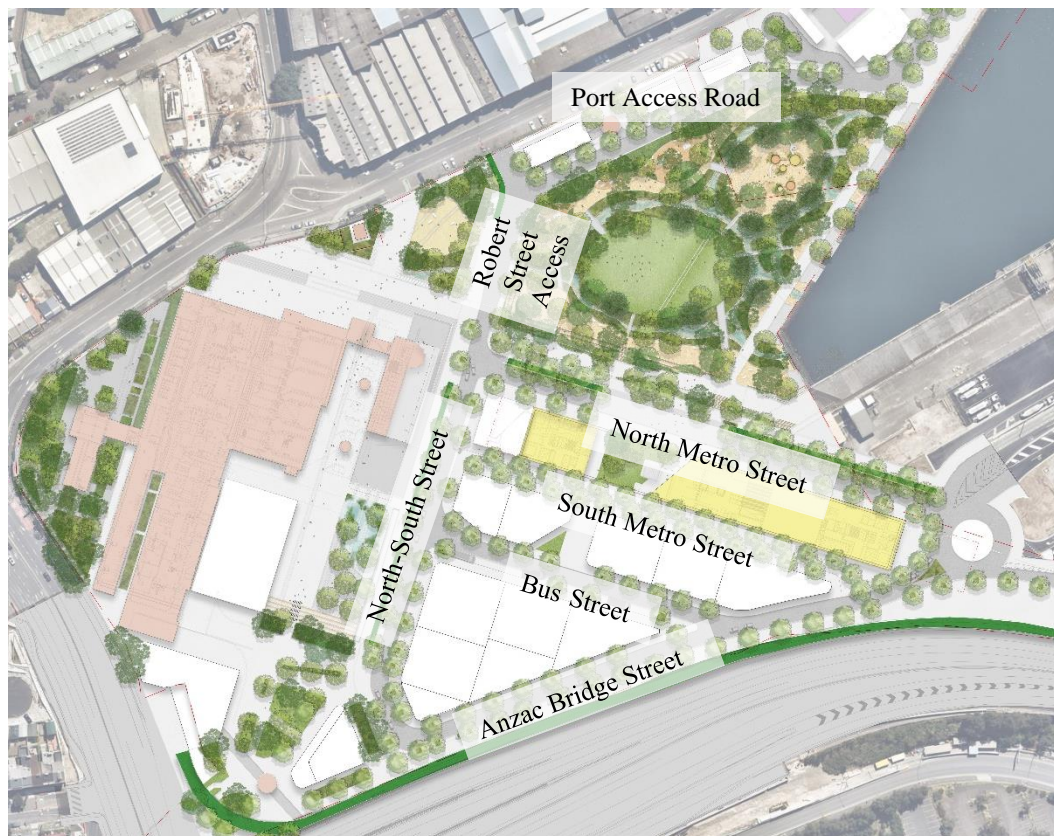 Port Access Road
Robert
Street
Access
North Metro Street
North-South Street
South Metro Street
Bus Street
Anzac Bridge Street